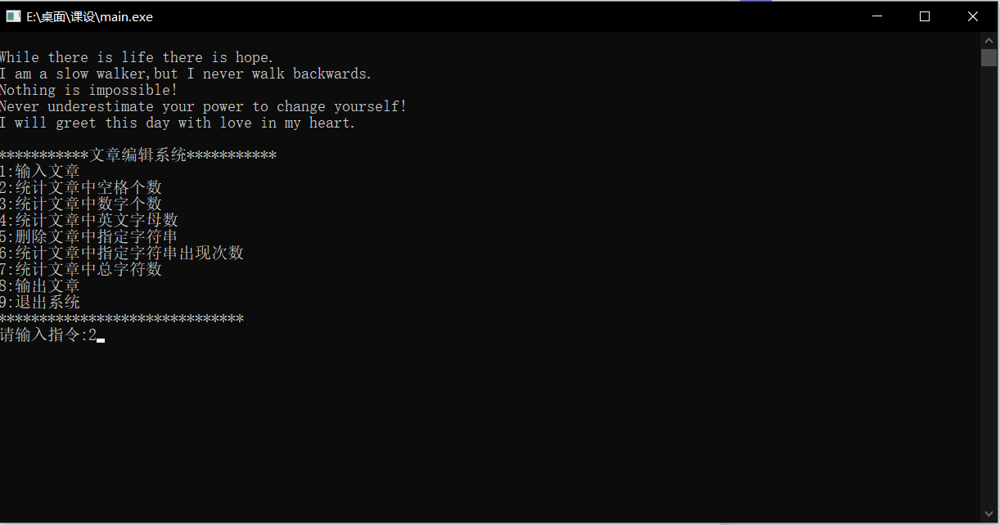 E:\桌面\课设\main.exe
While there is life there is hope.
I am a slow walker,but I never walk backwards.
Nothing is impossible!
Never underestimate your power to change yourself!
I will greet this day with love in my heart.
***********文章编辑系统***********
1:输入文章
2:统计文章中空格个数
3:统计文章中数字个数
4:统计文章中英文字母数
5:删除文章中指定字符串
6:统计文章中指定字符串出现次数
7:统计文章中总字符数
8:输出文章
9:退出系统
******************************
请输入指令:2